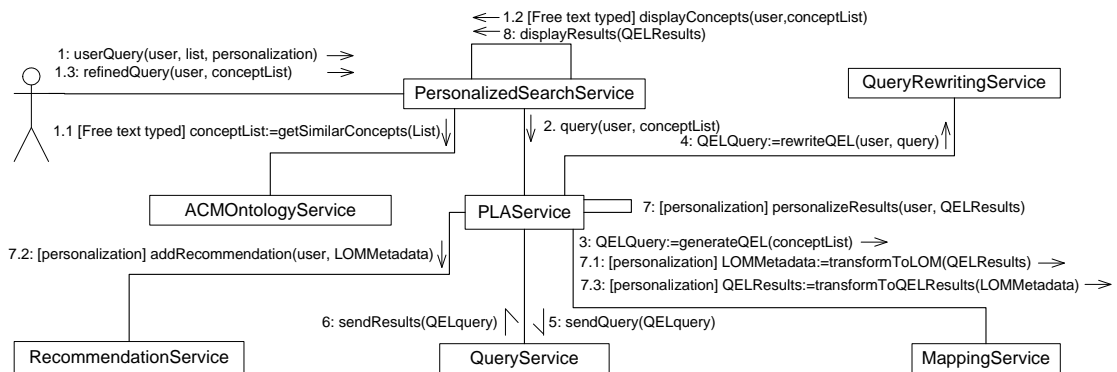 1.2 [Free text typed] displayConcepts(user,conceptList)
8: displayResults(QELResults)
1: userQuery(user, list, personalization)
1.3: refinedQuery(user, conceptList)
PersonalizedSearchService
QueryRewritingService
1.1 [Free text typed] conceptList:=getSimilarConcepts(List)
2. query(user, conceptList)
4: QELQuery:=rewriteQEL(user, query)
ACMOntologyService
PLAService
7: [personalization] personalizeResults(user, QELResults)
7.2: [personalization] addRecommendation(user, LOMMetadata)
3: QELQuery:=generateQEL(conceptList)
7.1: [personalization] LOMMetadata:=transformToLOM(QELResults)
7.3: [personalization] QELResults:=transformToQELResults(LOMMetadata)
6: sendResults(QELquery)
5: sendQuery(QELquery)
RecommendationService
QueryService
MappingService